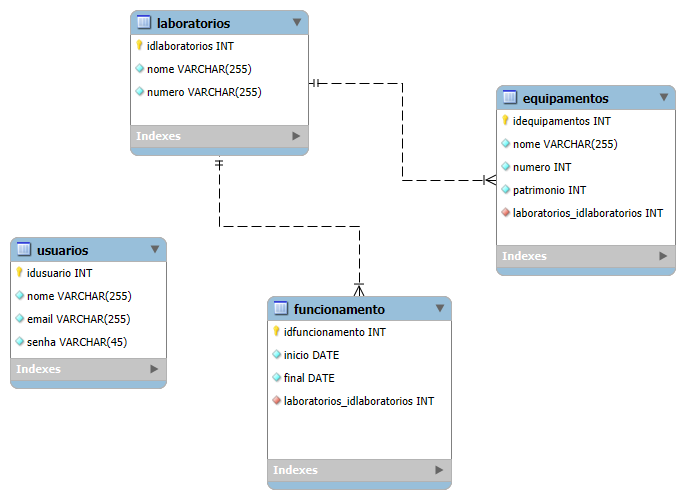 laboratorios
idlaboratorios INT
nome VARCHAR(255)
numero VARCHAR(255)
Indexes
equipamentos
idequipamentos INT
nome VARCHAR(255)
numero INT
patrimonio INT
laboratorios_idlaboratorios INT
Indexes
usuarios
idusuario INT
nome VARCHAR(255)
email VARCHAR(255)
senha VARCHAR(45)
Indexes
funcionamento
idfuncionamento INT
inicio DATE
final DATE
laboratorios_idlaboratorios INT
Indexes